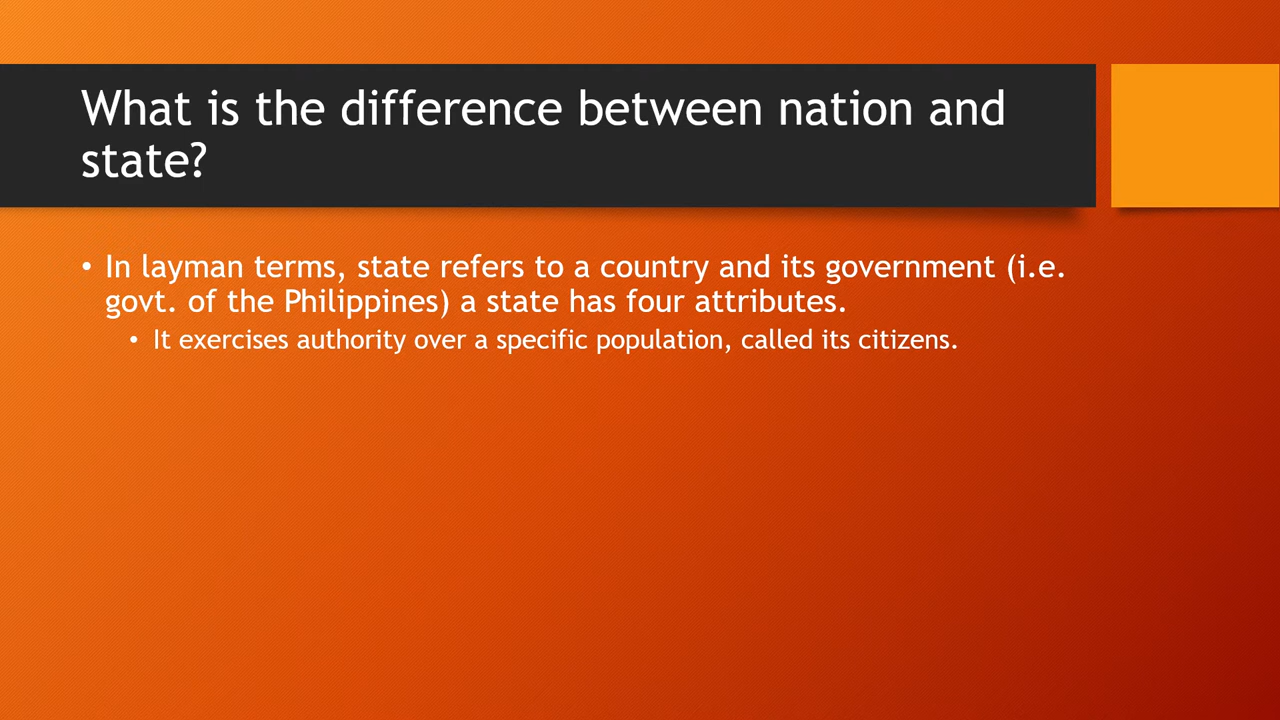 What is the difference between nation and
state?
• In layman terms, state refers to a country and its government (i.e.
govt. of the Philippines) a state has four attributes.
• It exercises authority over a specific population, called its citizens.